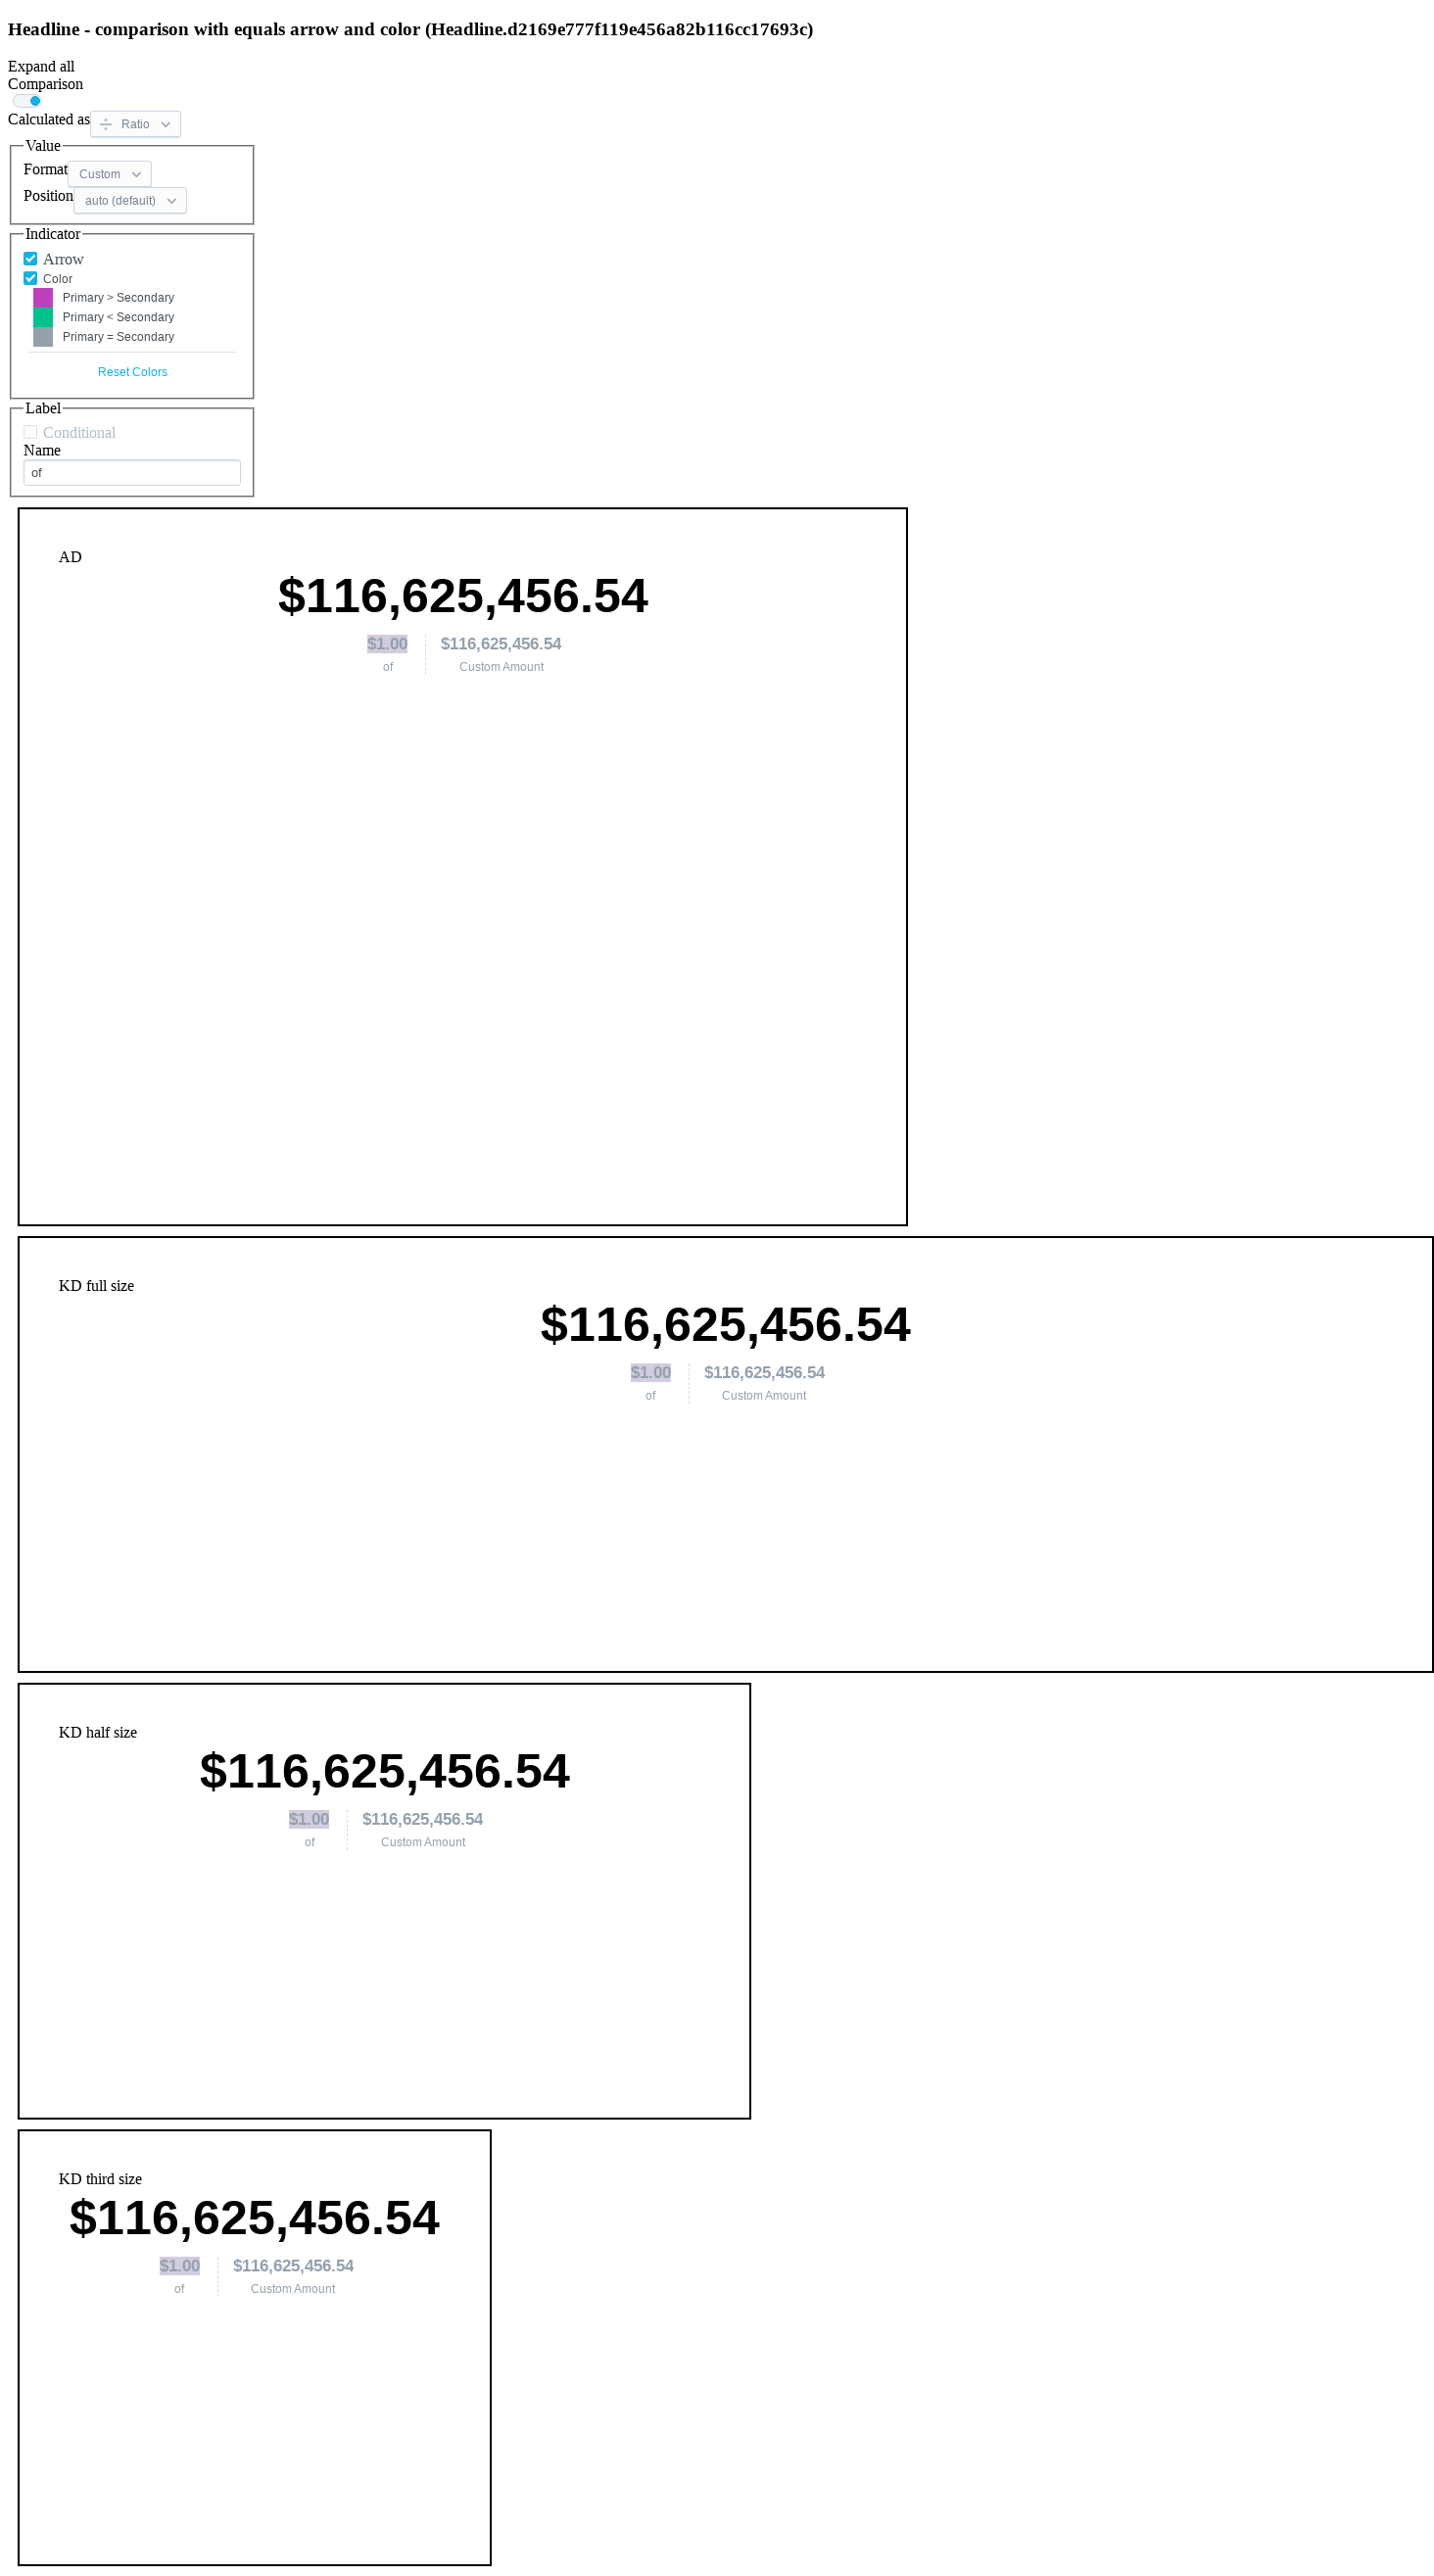 Headline - comparison with equals arrow and color (Headline.d2169e777f119e456a82b116cc17693c)
Expand all
Comparison
Calculated as Ratio
Value
Format Custom
Position auto (default)
Indicator
Arrow
Color
Primary > Secondary
Primary < Secondary
Primary = Secondary
Reset Colors
Label
Conditional
Name
of
AD
$116,625,456.54
$1.00 $116,625,456.54
of Custom Amount
KD full size
$116,625,456.54
$1.00 $116,625,456.54
of Custom Amount
KD half size
$116,625,456.54
$1.00 $116,625,456.54
of Custom Amount
KD third size
$116,625,456.54
$1.00 $116,625,456.54
of Custom Amount